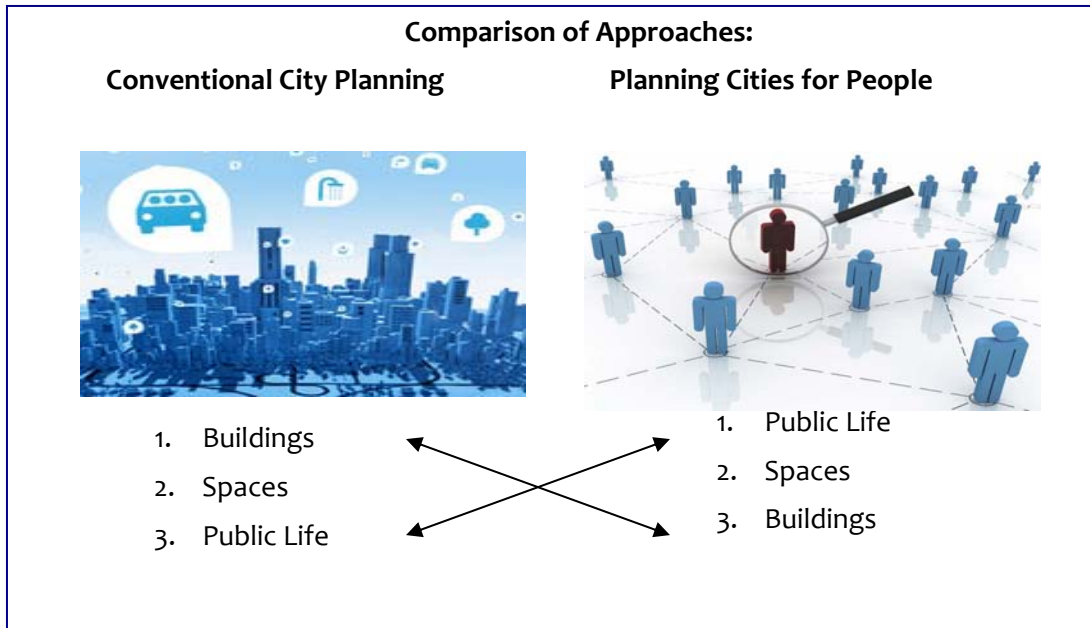 Comparison of Approaches:
Conventional City Planning
Planning Cities for People
1. Buildings
2. Spaces
3. Public Life
1. Public Life
2. Spaces
3. Buildings